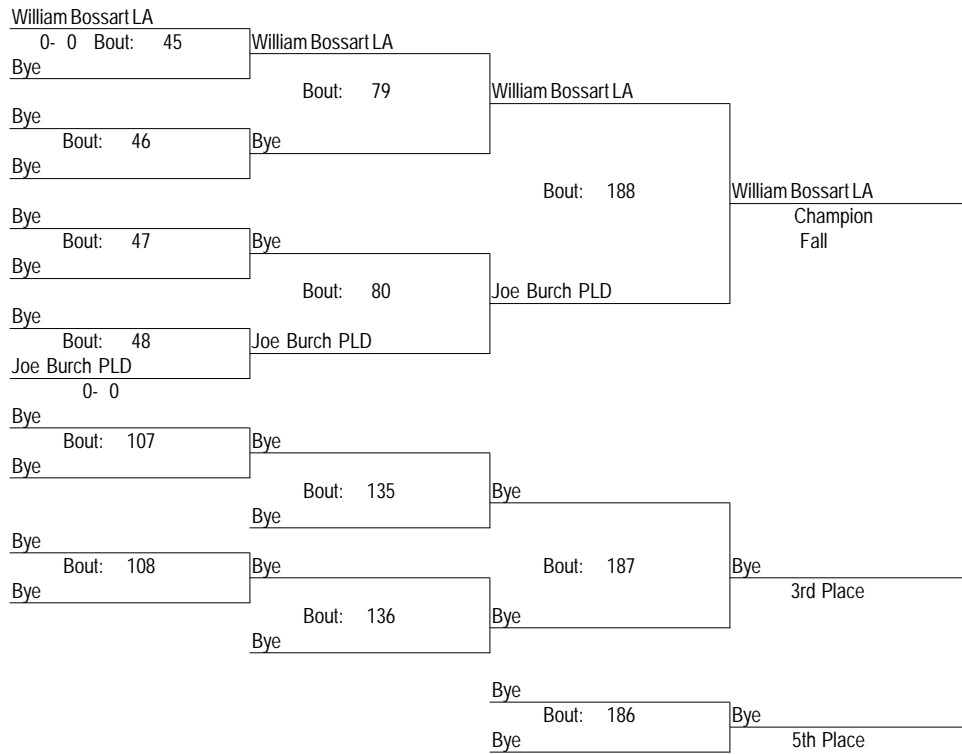 William Bossart LA
0- 0 Bout: 45
William Bossart LA
Bye
Bout: 79
William Bossart LA
Bye
Bout: 46
Bye
Bye
Bout: 188
William Bossart LA
Champion
Fall
Bye
Bout: 47
Bye
Bye
Bout: 80
Joe Burch PLD
Bye
Bout: 48
Joe Burch PLD
Joe Burch PLD
0- 0
Bye
Bout: 107
Bye
Bye
Bout: 135
Bye
Bye
Bye
Bout: 108
Bye
Bye
Bout: 187
Bye
3rd Place
Bout: 136
Bye
Bye
Bye
Bout: 186
Bye
Bye
5th Place